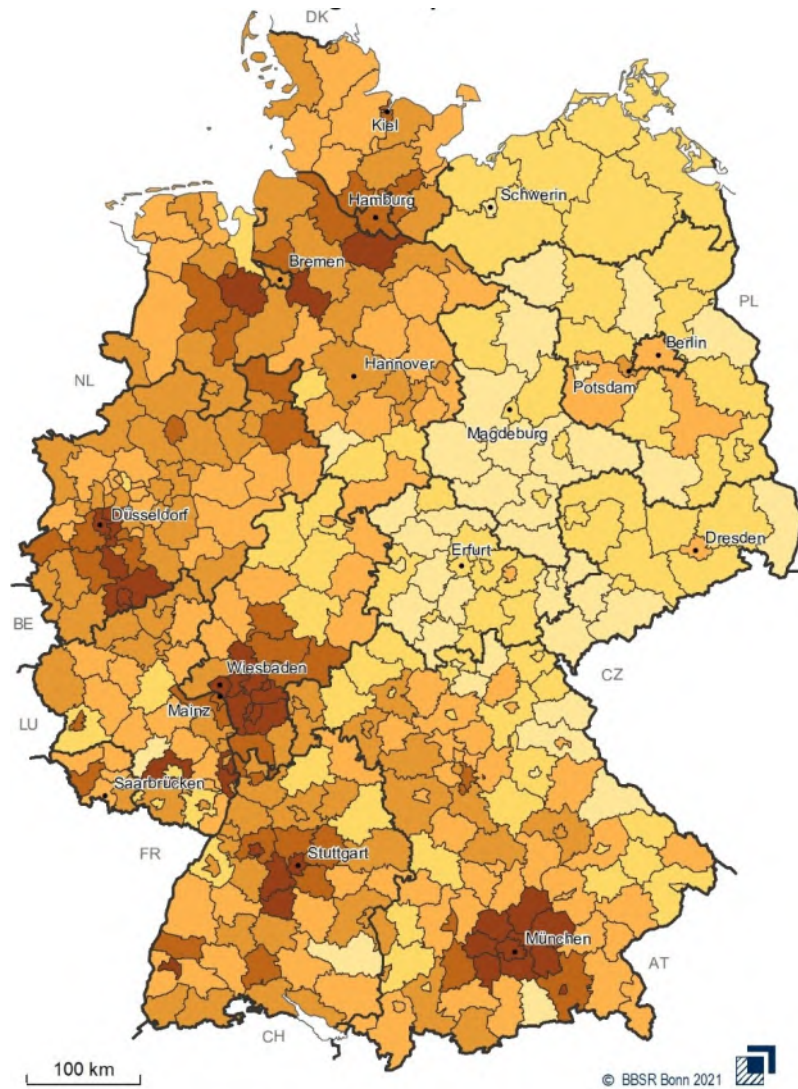 DK
Kiel
Hamburg
Schwerin
Bremen
PL
Berlin
Hannover
NL
Potsdam
Magdeburg
Düsseldorf
Dresden
Erfurt
BE
Wiesbaden
CZ
Mainz
LU
Saarbrücken
FR
Stuttgart
München
AT
CH
100 km
© BBSR Bonn 2021